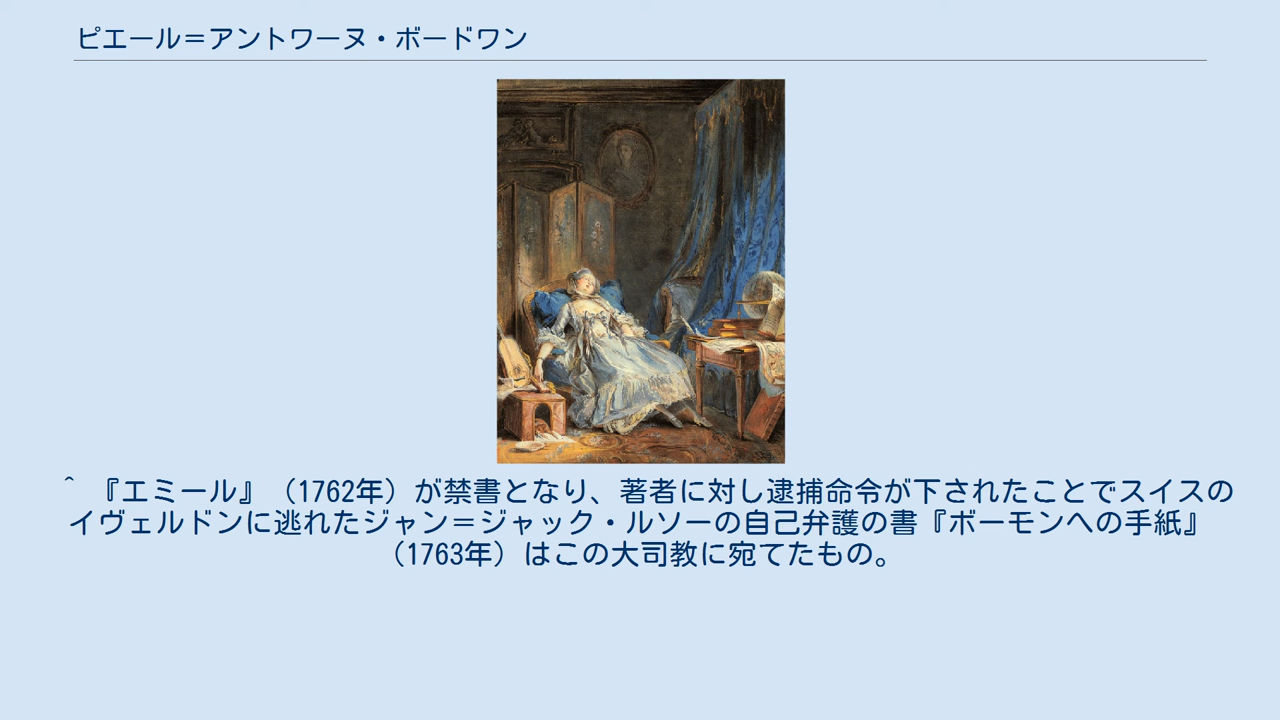 ピエール＝アントワーヌ・ボードワン
^ 『エミール』（1762年）が禁書となり、著者に対し逮捕命令が下されたことでスイスの
イヴェルドンに逃れたジャン＝ジャック・ルソーの自己弁護の書『ボーモンへの手紙』
（1763年）はこの大司教に宛てたもの。